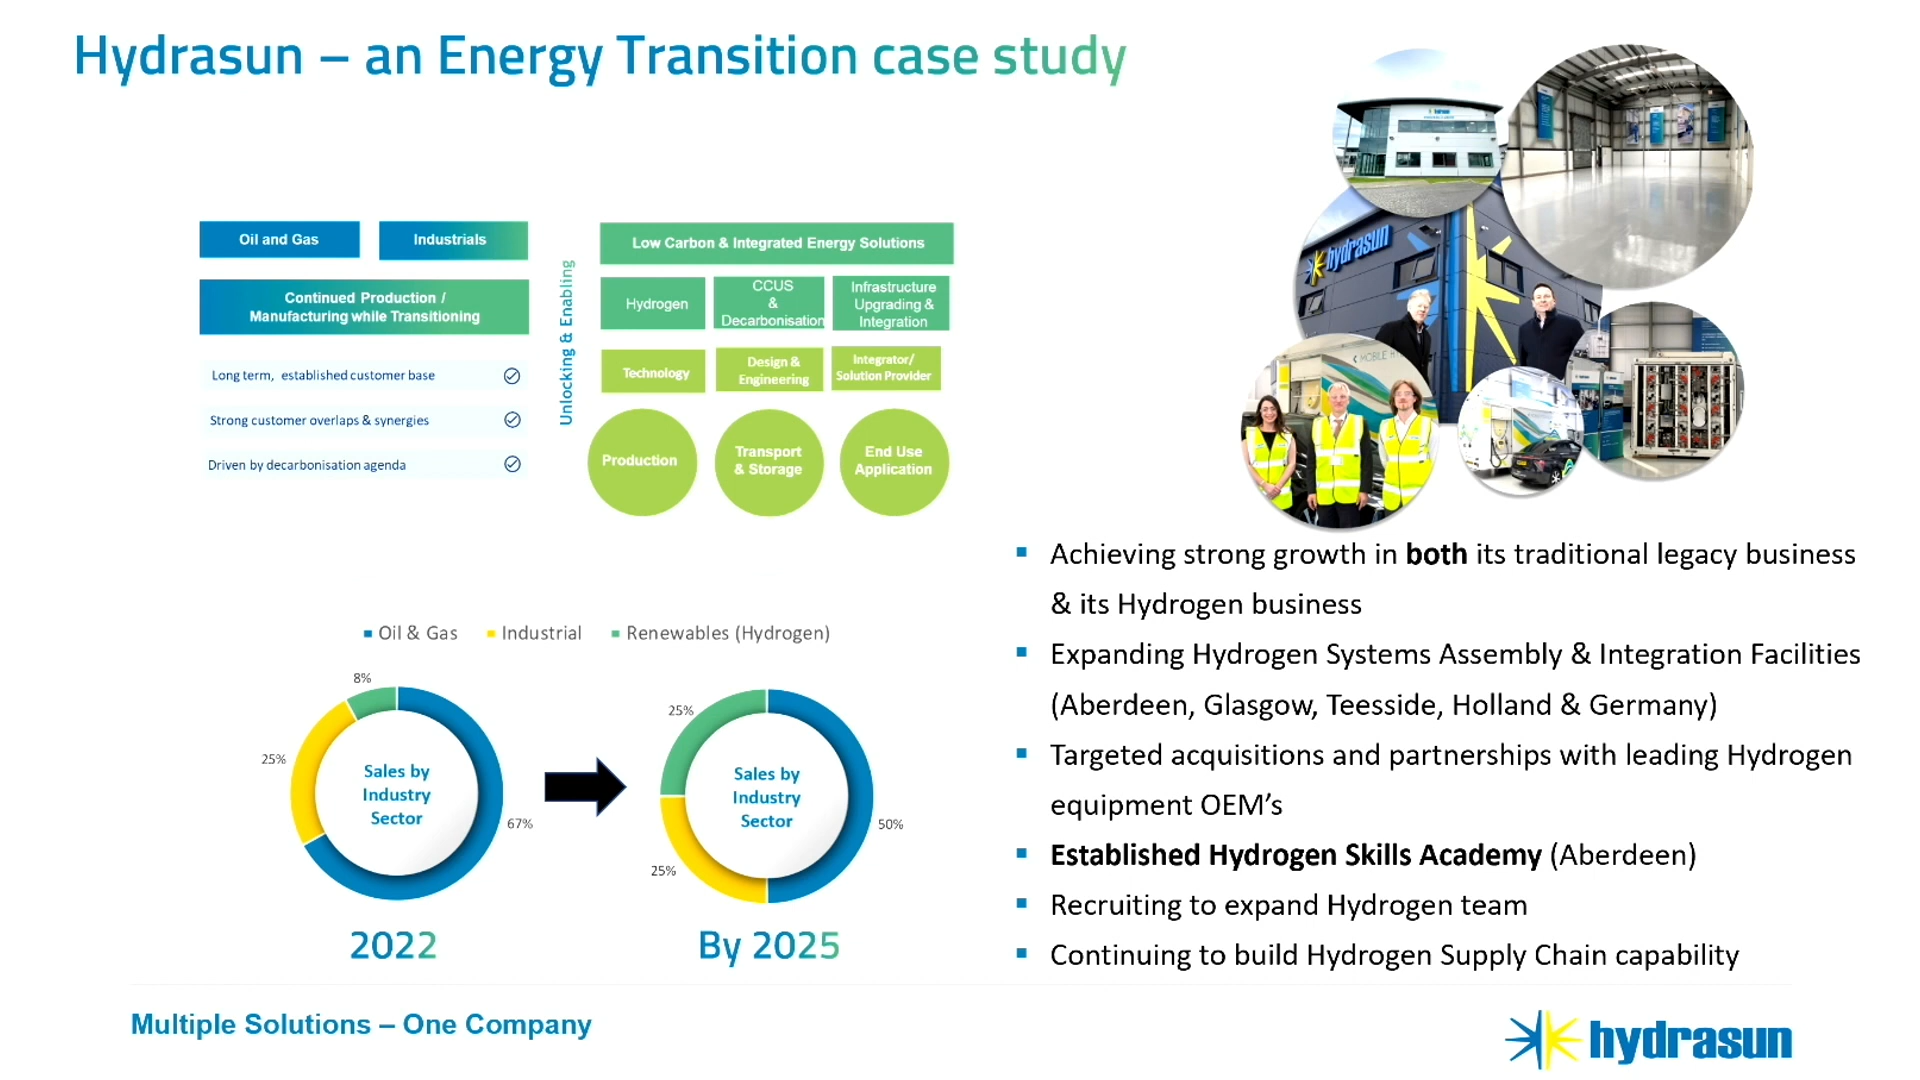 Hydrasun – an Energy Transition case study
Oil and Gas
Industrials
Continued Production /
Manufacturing while Transitioning
Long term, established customer base
Strong customer overlaps & synergies
Driven by decarbonisation agenda
Unlocking & Enabling
Low Carbon & Integrated Energy Solutions
Hydrogen
CCUS
&
Decarbonisation
Infrastructure
Upgrading &
Integration
Technology
Design &
Engineering
Integrator/
Solution Provider
Production
Transport
& Storage
End Use
Application
hydrasun
hydrasun
MOBILE H
Oil & Gas
Industrial
Renewables (Hydrogen)
8%
25%
67%
Sales by
Industry
Sector
2022
25%
25%
50%
Sales by
Industry
Sector
By 2025
Achieving strong growth in both its traditional legacy business
& its Hydrogen business
Expanding Hydrogen Systems Assembly & Integration Facilities
(Aberdeen, Glasgow, Teesside, Holland & Germany)
Targeted acquisitions and partnerships with leading Hydrogen
equipment OEM’s
Established Hydrogen Skills Academy (Aberdeen)
Recruiting to expand Hydrogen team
Continuing to build Hydrogen Supply Chain capability
Multiple Solutions – One Company
hydrasun